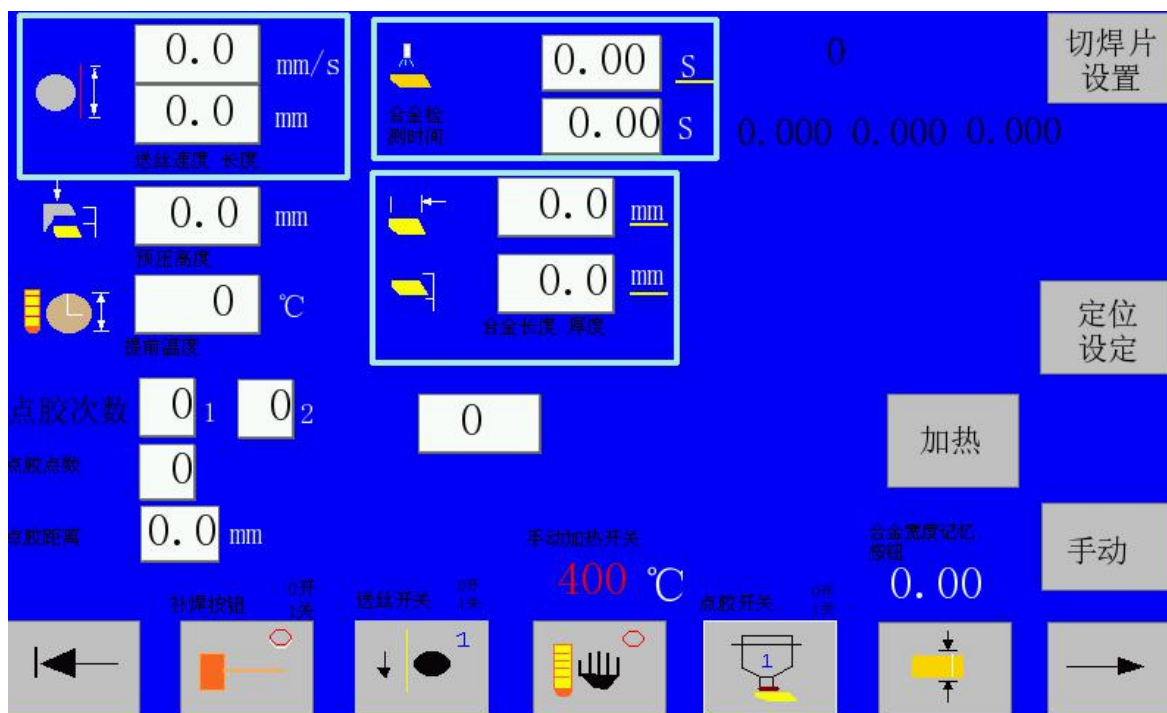 0.0 mm/s
0.0 mm
送丝速度 长度
0.00 S
合金检
测时间
0.00 S
0
0.000 0.000 0.000
切焊片
设置
0.0 mm
预压高度
0.0 mm
0.0 mm
合金长度 厚度
0 ℃
提前温度
定位
设定
点胶次数 0 1 0 2
0
加热
点胶点数 0
点胶距离 0.0 mm
手动加热开关
400 ℃
合金宽度记忆
按钮
0.00
手动
补焊按钮 0开
1关
送丝开关 0开
1关
点胶开关 0开
1关
1
1